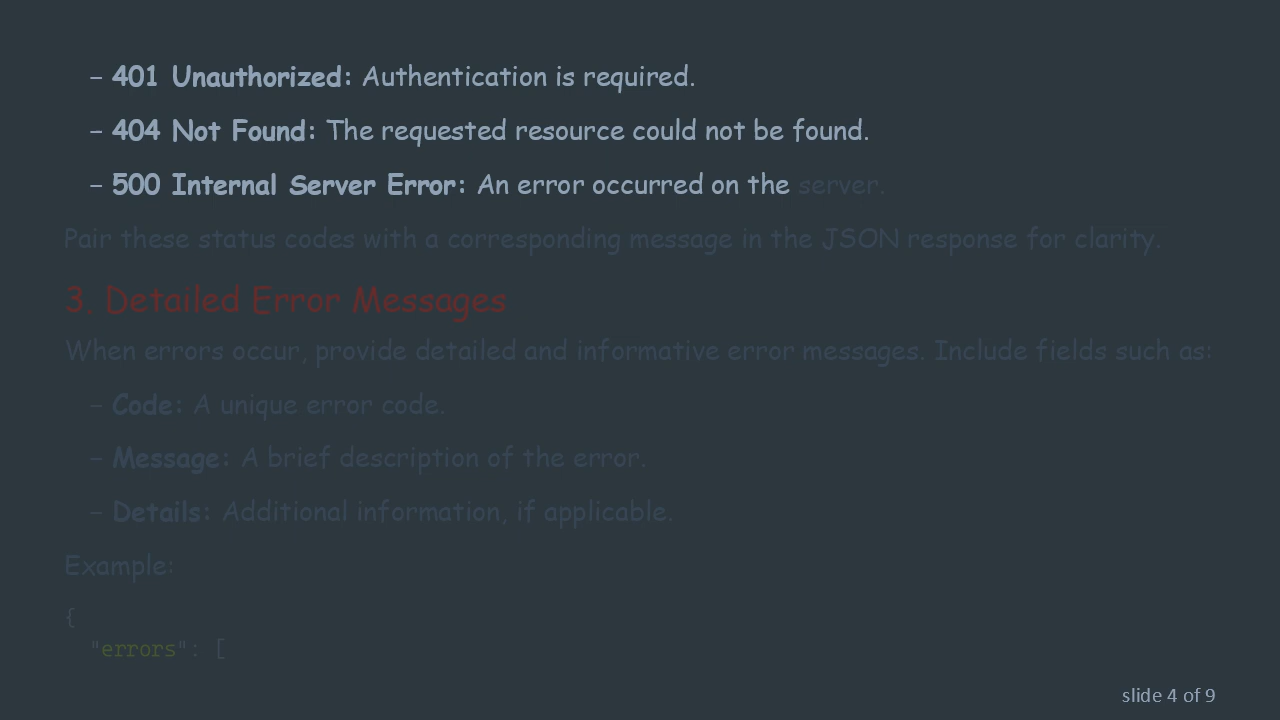 – 401 Unauthorized: Authentication is required.
– 404 Not Found: The requested resource could not be found.
– 500 Internal Server Error: An error occurred on the server.
Pair these status codes with a corresponding message in the JSON response for clarity.
3. Detailed Error Messages
When errors occur, provide detailed and informative error messages. Include fields such as:
– Code: A unique error code.
– Message: A brief description of the error.
– Details: Additional information, if applicable.
Example:
{
"errors": [
slide 4 of 9